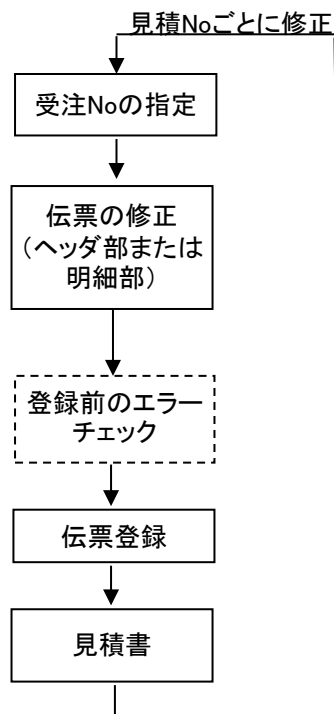 見積Noごとに修正
受注Noの指定
伝票の修正
（ヘッダ部または
明細部）
登録前のエラー
チェック
伝票登録
見積書